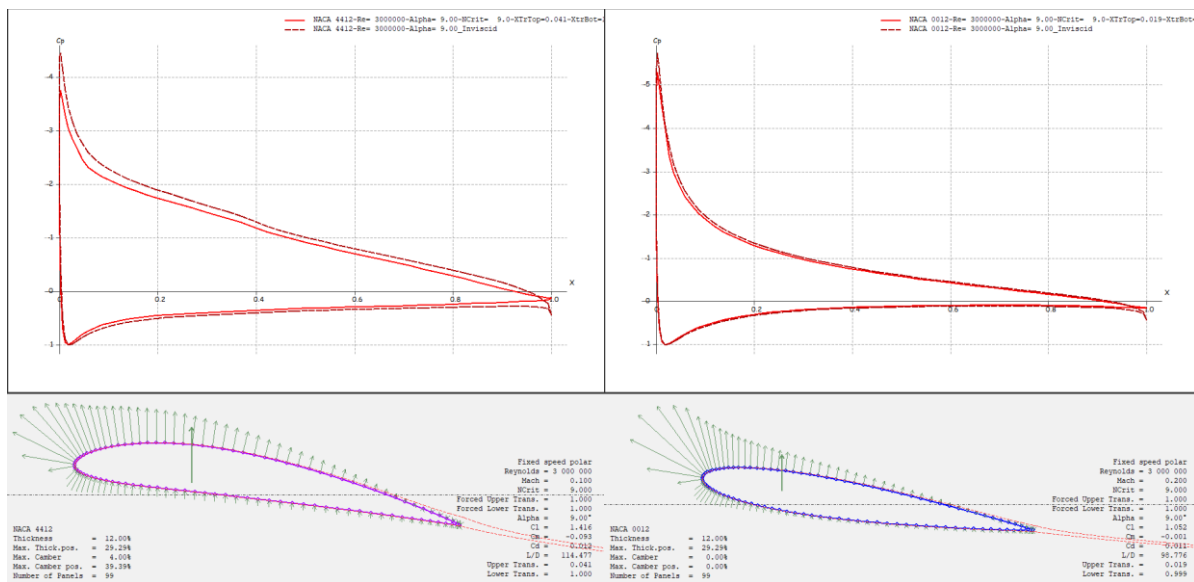 NACA 4412-Re= 3000000-Alpha= 9.00-NCrit= 9.0-XTrTop=0.041-XtrBot=
NACA 4412-Re= 3000000-Alpha= 9.00_Inviscid
Cp
-4
-3
-2
-1
-0
1
0.0
0.2
0.4
0.6
0.8
1.0
X
NACA 0012-Re= 3000000-Alpha= 9.00-NCrit= 9.0-XTrTop=0.019-XtrBot=
NACA 0012-Re= 3000000-Alpha= 9.00_Inviscid
Cp
-5
-4
-3
-2
-1
-0
1
0.0
0.2
0.4
0.6
0.8
1.0
X
Fixed speed polar
Reynolds = 3 000 000
Mach = 0.100
NCrit = 9.000
Forced Upper Trans. = 1.000
Forced Lower Trans. = 1.000
Alpha = 9.00°
Cl = 1.416
Cm = -0.093
Cd = 0.012
L/D = 114.477
Upper Trans. = 0.041
Lower Trans. = 1.000
NACA 4412
Thickness = 12.00%
Max. Thick.pos. = 29.29%
Max. Camber = 4.00%
Max. Camber pos. = 39.39%
Number of Panels = 99
Fixed speed polar
Reynolds = 3 000 000
Mach = 0.200
NCrit = 9.000
Forced Upper Trans. = 1.000
Forced Lower Trans. = 1.000
Alpha = 9.00°
Cl = 1.052
Cm = -0.001
Cd = 0.011
L/D = 98.776
Upper Trans. = 0.019
Lower Trans. = 0.999
NACA 0012
Thickness = 12.00%
Max. Thick.pos. = 29.29%
Max. Camber = 0.00%
Max. Camber pos. = 0.00%
Number of Panels = 99